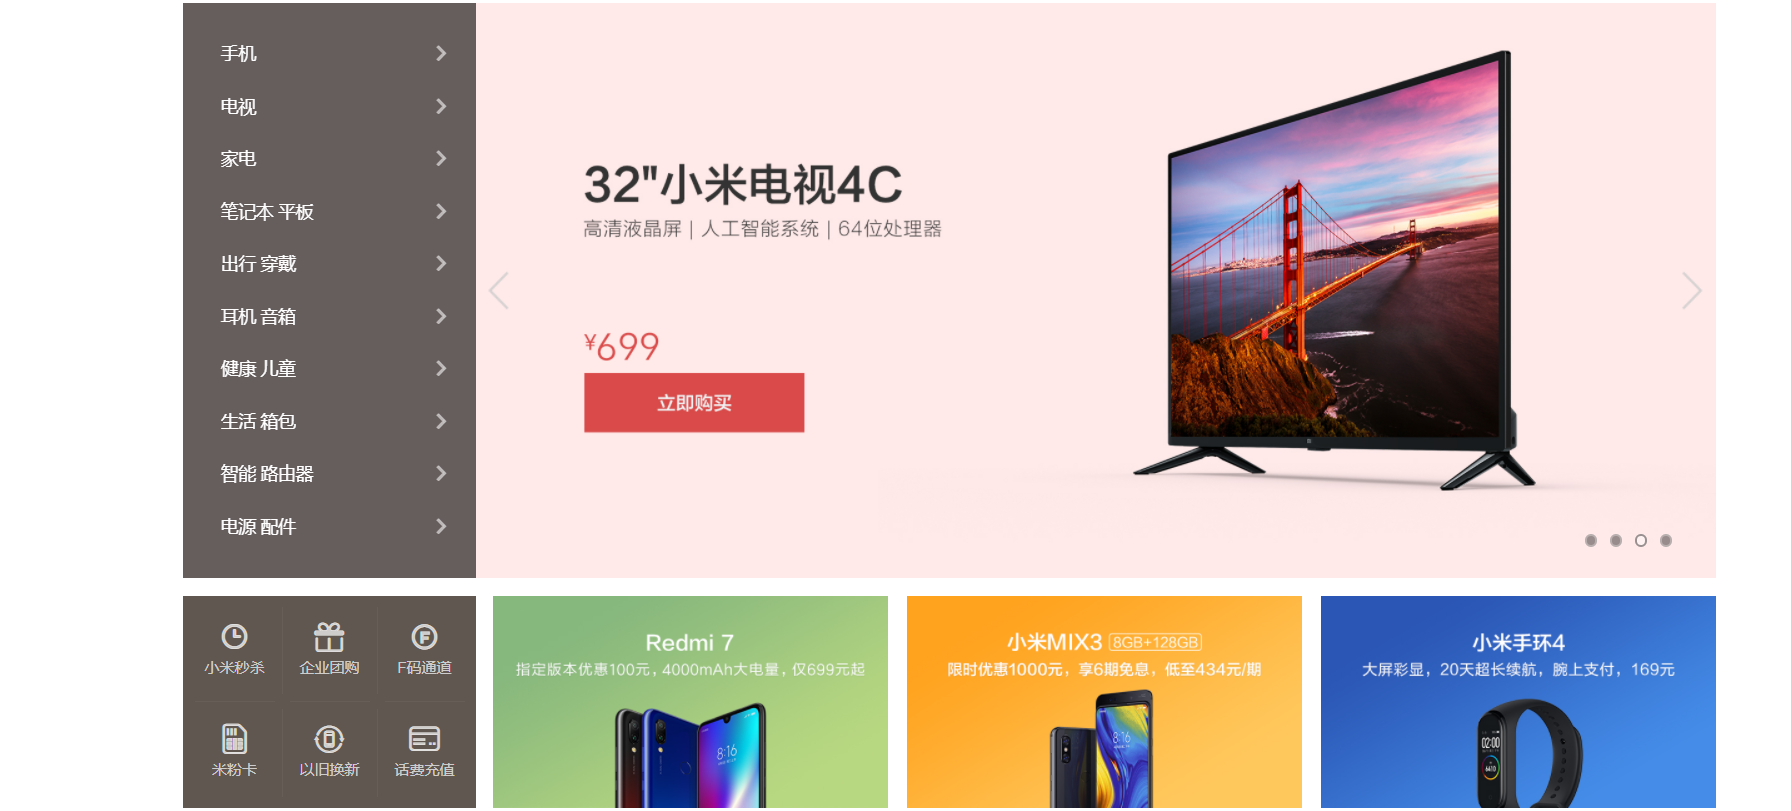 手机
电视
家电
笔记本 平板
出行 穿戴
耳机 音箱
健康 儿童
生活 箱包
智能 路由器
电源 配件
32"小米电视4C
高清液晶屏 | 人工智能系统 | 64位处理器
¥699
立即购买
小米秒杀
企业团购
F码通道
米粉卡
以旧换新
话费充值
Redmi 7
指定版本优惠100元，4000mAh大电量，仅699元起
8:16
小米MIX3 8GB+128GB
限时优惠1000元，享6期免息，低至434元/期
8:16
小米手环4
大屏彩显，20天超长续航，腕上支付，169元
02:00